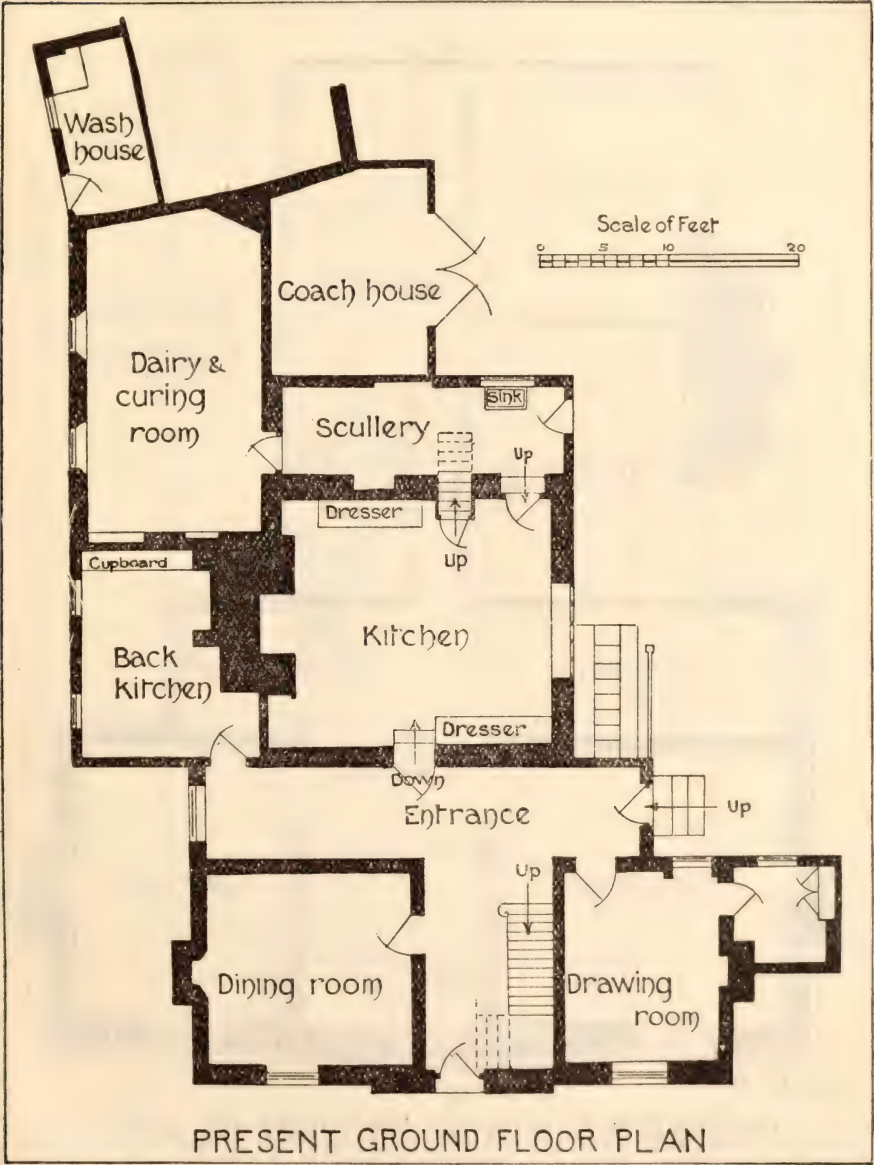 Wash
house
Scale of Feet
0 5 10 20
Coach house
Dairy &
curing
room
Sink
Scullery
Up
Dresser
Up
Cupboard
Kitchen
Back
kitchen
Dresser
Down
Entrance
Up
Up
Dining room
Drawing
room
PRESENT GROUND FLOOR PLAN